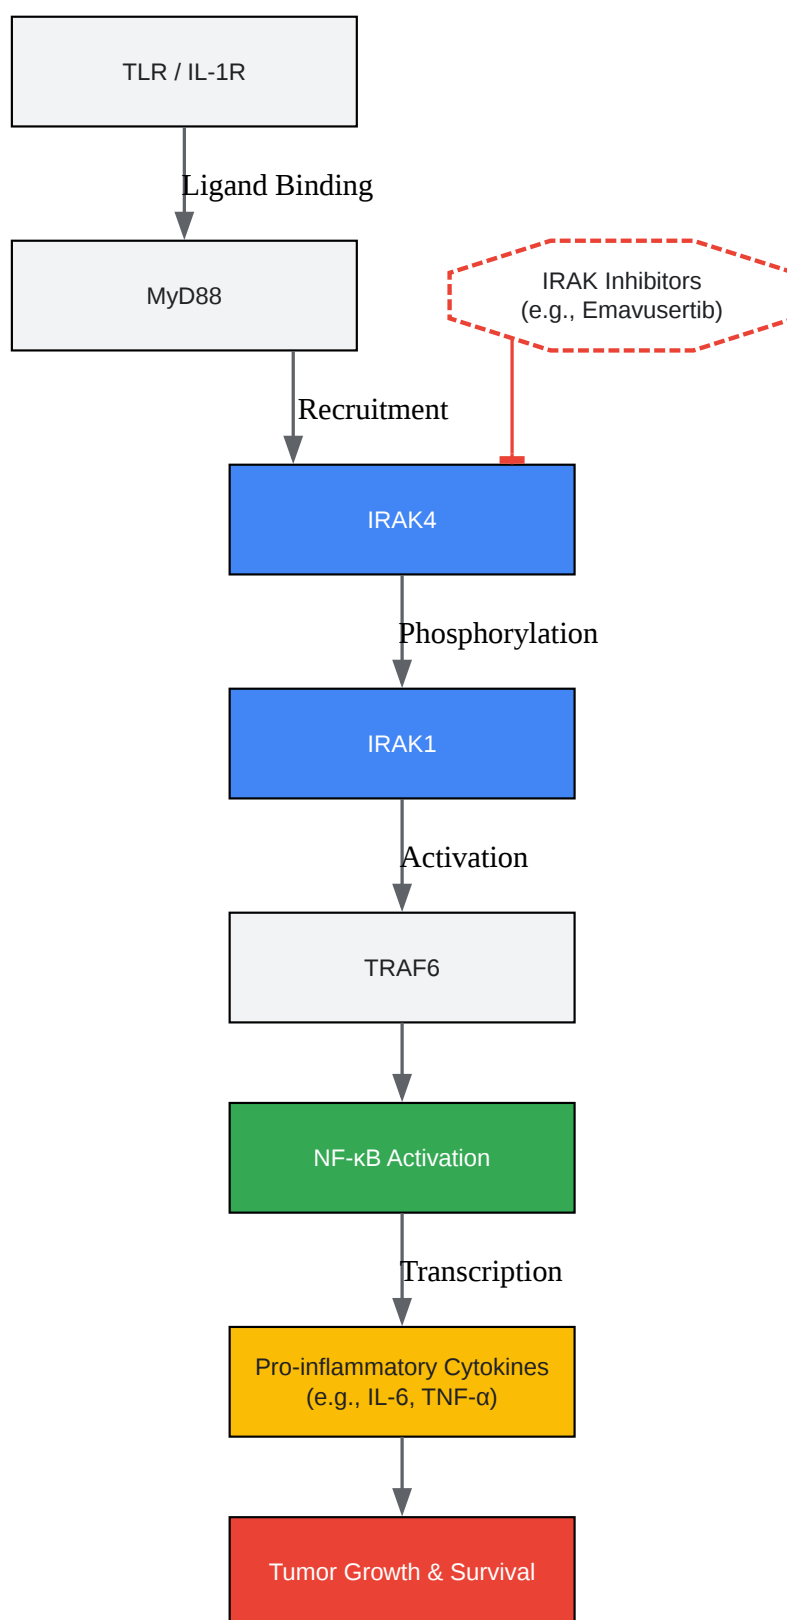 TLR / IL-1R
Ligand Binding
MyD88
IRAK Inhibitors
(e.g., Emavusertib)
Recruitment
IRAK4
Phosphorylation
IRAK1
Activation
TRAF6
NF-κB Activation
Transcription
Pro-inflammatory Cytokines
(e.g., IL-6, TNF-α)
Tumor Growth & Survival